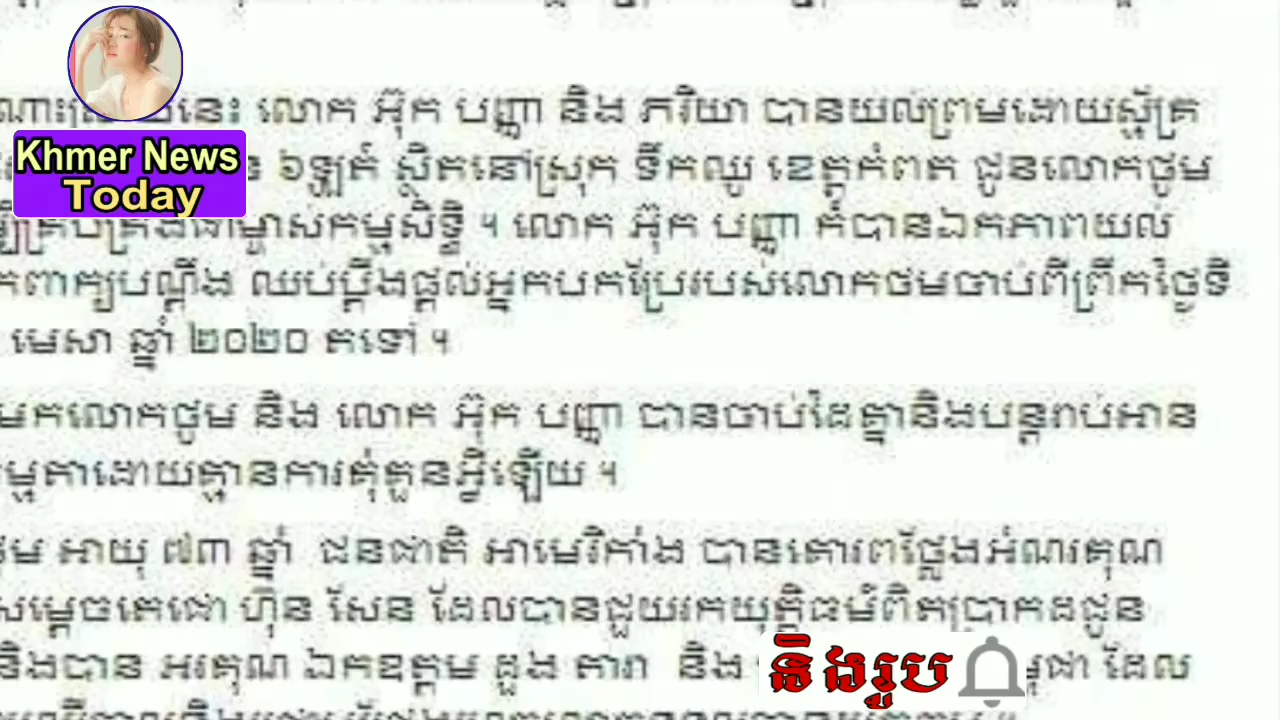 នេះ លោក អ៊ុក បញ្ញា និង ភរិយា បានយល់ព្រមដោយស្ម័គ្រ
Khmer News
Today
៦ឡូត៍ ស្ថិតនៅស្រុក ទឹកឈូ ខេត្តកំពត ជូនលោកថូម
គ្រប់គ្រងជាម្ចាស់កម្មសិទ្ធិ ។ លោក អ៊ុក បញ្ញា ក៏បានឯកភាពយល់
ពាក្យបណ្ដឹង ឈប់ប្ដឹងផ្ដល់អ្នកបកប្រែរបស់លោកថូមចាប់ពីព្រឹកថ្ងៃទី
មេសា ឆ្នាំ ២០២០ តទៅ ។
មកលោកថូម និង លោក អ៊ុក បញ្ញា បានចាប់ដៃគ្នានិងបន្តរាប់អាន
ដោយគ្មានការគុំគួនអ្វីឡើយ ។
អាយុ ៧៣ ឆ្នាំ ជនជាតិ អាមេរិកាំង បានគោរពថ្លែងអំណរគុណ
សម្ដេចតេជោ ហ៊ុន សែន ដែលបានជួយរកយុត្តិធម៌ពិតប្រាកដជូន
និងបាន អរគុណ ឯកឧត្តម ដួង តារា និង
ដែល
និងរូប